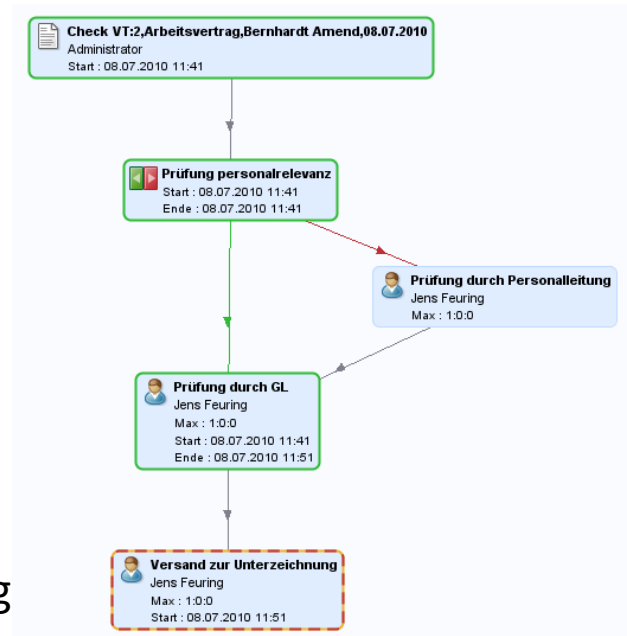 Check VT:2,Arbeitsvertrag,Bernhardt Amend,08.07.2010
Administrator
Start : 08.07.2010 11:41
Prüfung personalrelevanz
Start : 08.07.2010 11:41
Ende : 08.07.2010 11:41
Prüfung durch Personalleitung
Jens Feuring
Max : 1:0:0
Prüfung durch GL
Jens Feuring
Max : 1:0:0
Start : 08.07.2010 11:41
Ende : 08.07.2010 11:51
g
Versand zur Unterzeichnung
Jens Feuring
Max : 1:0:0
Start : 08.07.2010 11:51